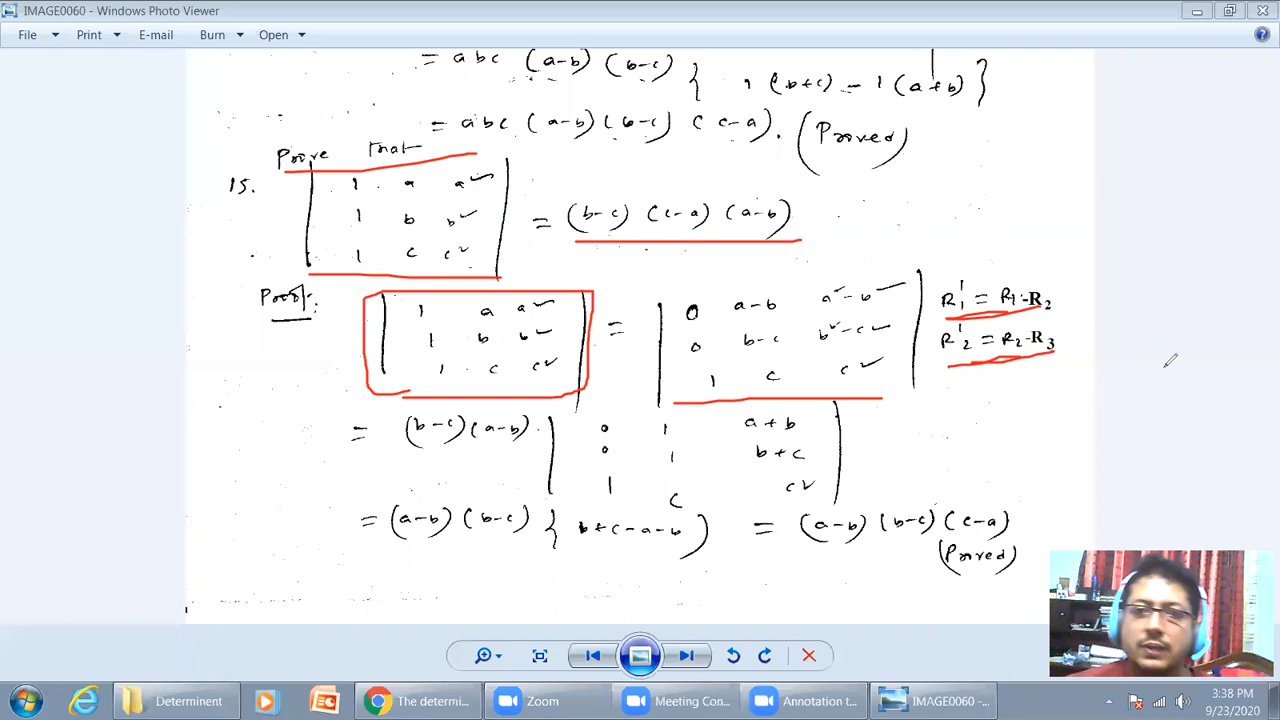 IMAGE0060 - Windows Photo Viewer
File Print E-mail Burn Open
= abc (a-b) (b-c) { 1 (b+c) - 1 (a+b) }
= abc (a-b) (b-c) (c-a). (Proved)
Prove that
15. | 1 a a² |
| 1 b b² | = (b-c) (c-a) (a-b)
| 1 c c² |
Proof:
| 1 a a² | = | 0 a-b a²-b² | R₁' = R₁-R₂
| 1 b b² | | 0 b-c b²-c² | R'₂ = R₂-R₃
| 1 c c² | | 1 c c² |
= (b-c)(a-b). | 0 1 a+b |
| 0 1 b+c |
| 1 c c² |
= (a-b) (b-c) { b+c-a-b ) = (a-b) (b-c) (c-a)
(Proved)
Determinent The determi... Zoom Meeting Con... Annotation t... IMAGE0060 -...
3:38 PM
9/23/2020